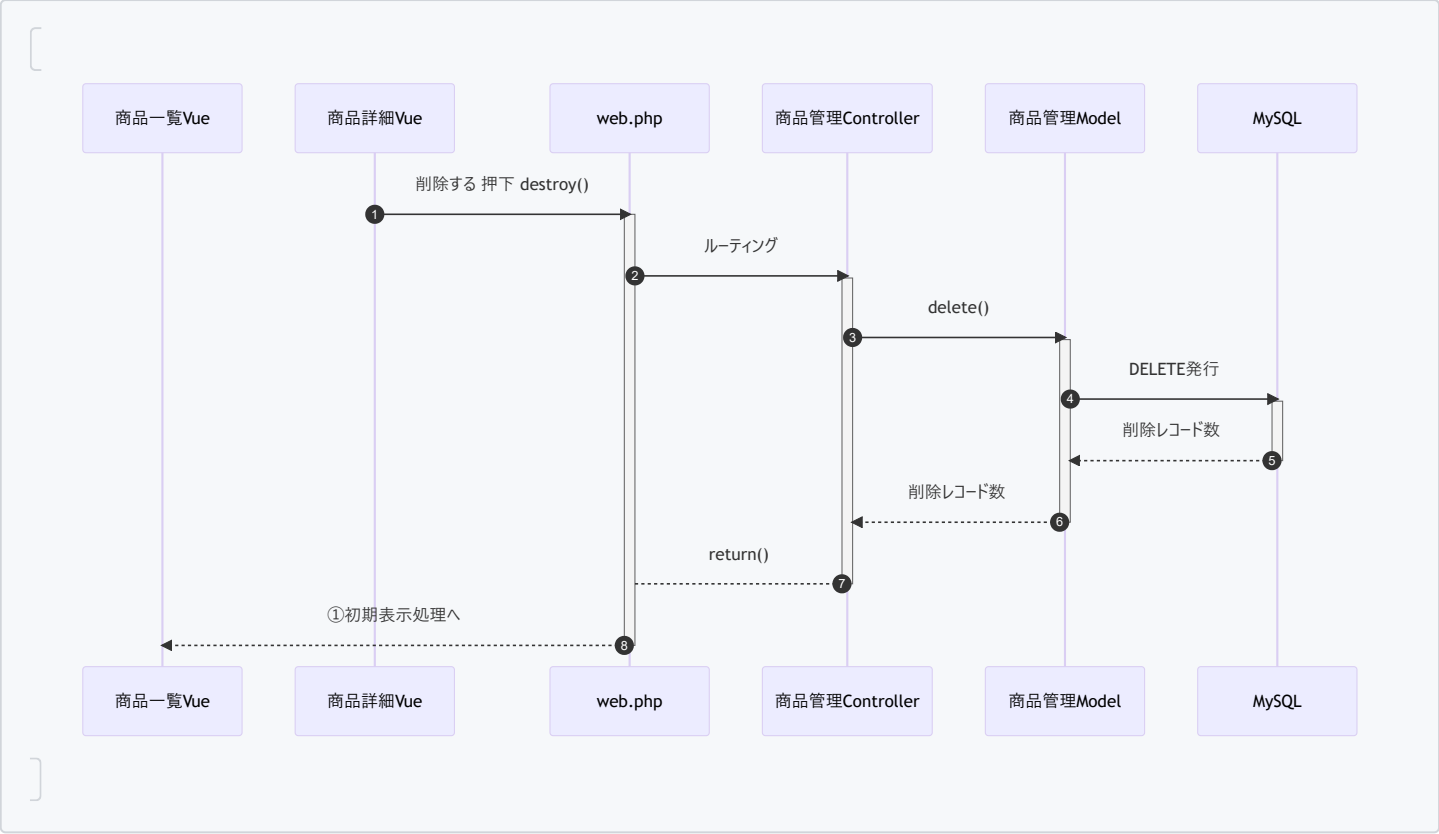 商品一覧Vue
商品詳細Vue
web.php
商品管理Controller
商品管理Model
MySQL
削除する 押下 destroy()
1
ルーティング
2
delete()
3
DELETE発行
4
削除レコード数
5
削除レコード数
6
return()
7
①初期表示処理へ
8
商品一覧Vue
商品詳細Vue
web.php
商品管理Controller
商品管理Model
MySQL